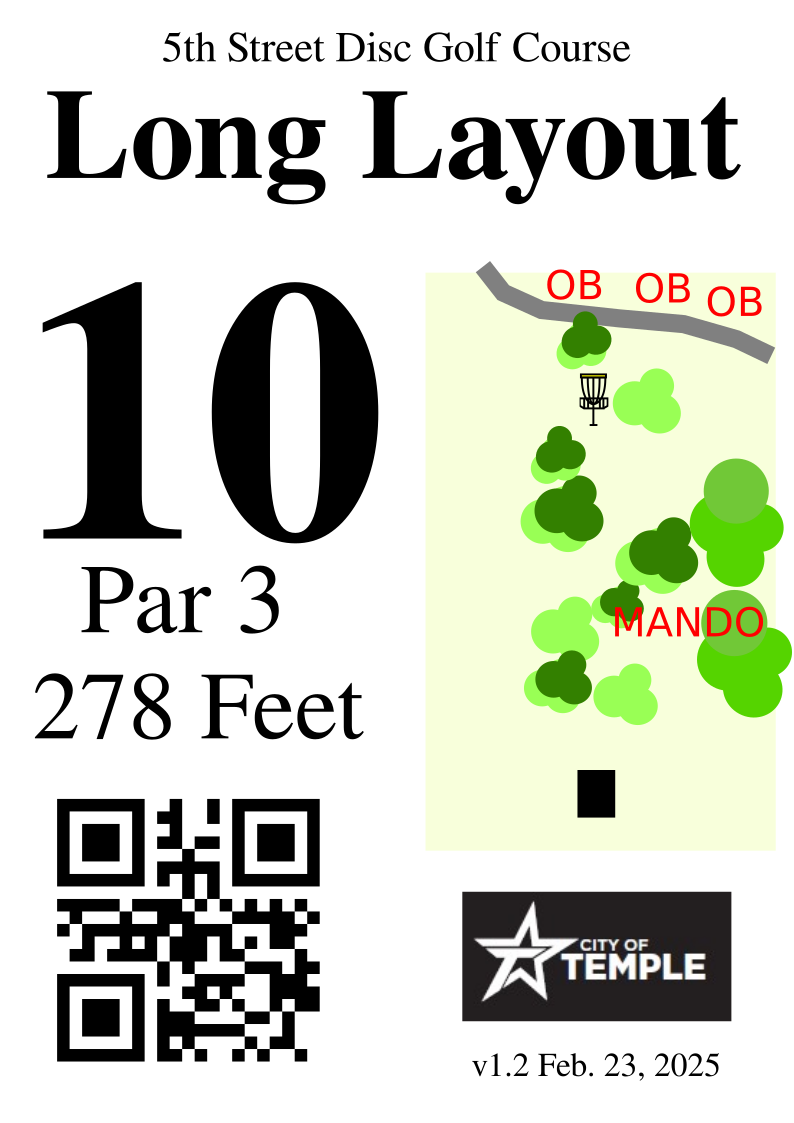 5th Street Disc Golf Course
Long Layout
10
Par 3
278 Feet
OB OB OB
MANDO
CITY OF
TEMPLE
v1.2 Feb. 23, 2025